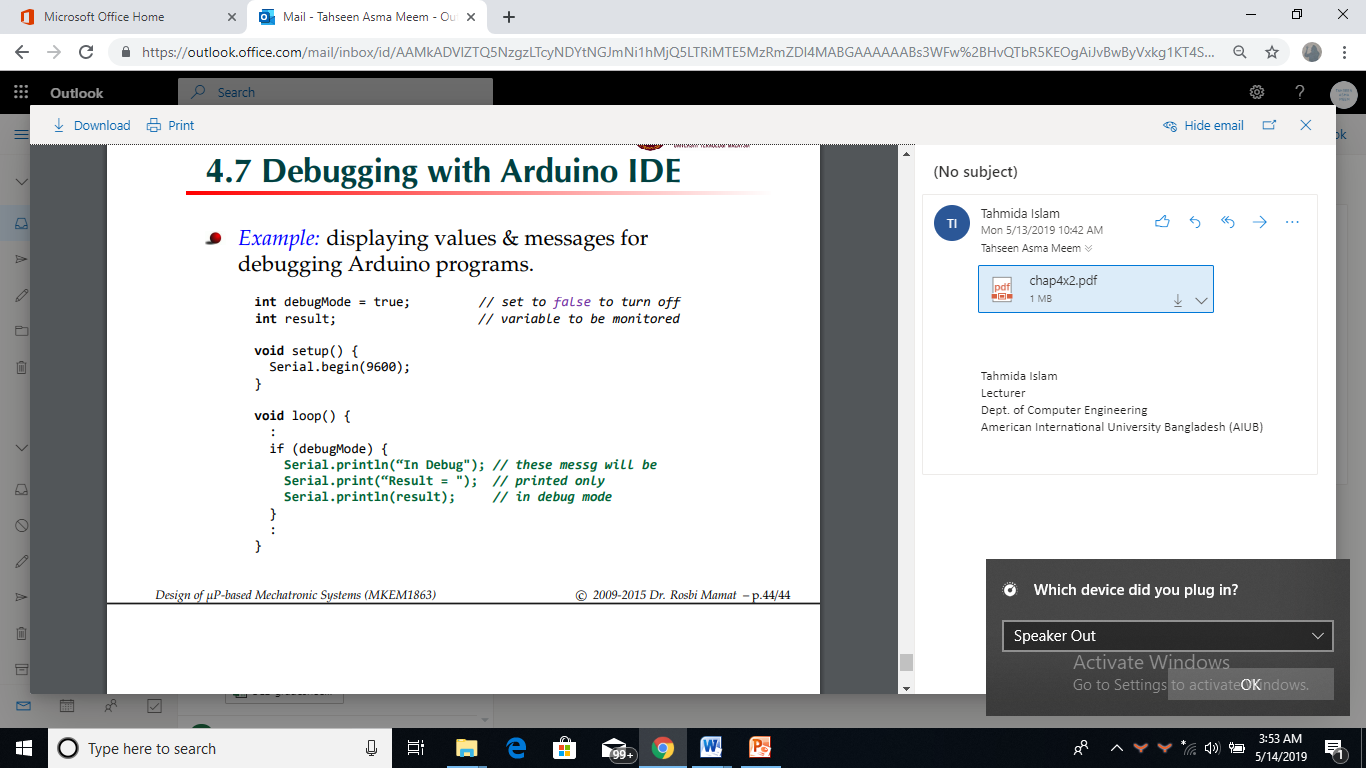 Microsoft Office Home
Mail - Tahseen Asma Meem - Ou
https://outlook.office.com/mail/inbox/id/AAMkADVlZTQ5NzgzLTcyNDYtNGJmNi1hMjQ5LTRiMTE5MzRmZDI4MABGAAAAAABs3WFw%2BHvQTbR5KEOgAiJvBwByVxkg1KT4S...
Outlook
Search
Download Print
Hide email
4.7 Debugging with Arduino IDE
Example: displaying values & messages for
debugging Arduino programs.
int debugMode = true; // set to false to turn off
int result; // variable to be monitored
void setup() {
Serial.begin(9600);
}
void loop() {
:
if (debugMode) {
Serial.println(“In Debug"); // these messg will be
Serial.print(“Result = "); // printed only
Serial.println(result); // in debug mode
}
:
}
Design of µP-based Mechatronic Systems (MKEM1863) © 2009-2015 Dr. Rosbi Mamat – p.44/44
(No subject)
TI
Tahmida Islam
Mon 5/13/2019 10:42 AM
Tahseen Asma Meem
pdf
chap4x2.pdf
1 MB
Tahmida Islam
Lecturer
Dept. of Computer Engineering
American International University Bangladesh (AIUB)
Which device did you plug in?
Speaker Out
Activate Windows
Go to Settings to activate Windows.
OK
Type here to search
99+
3:53 AM
5/14/2019
1